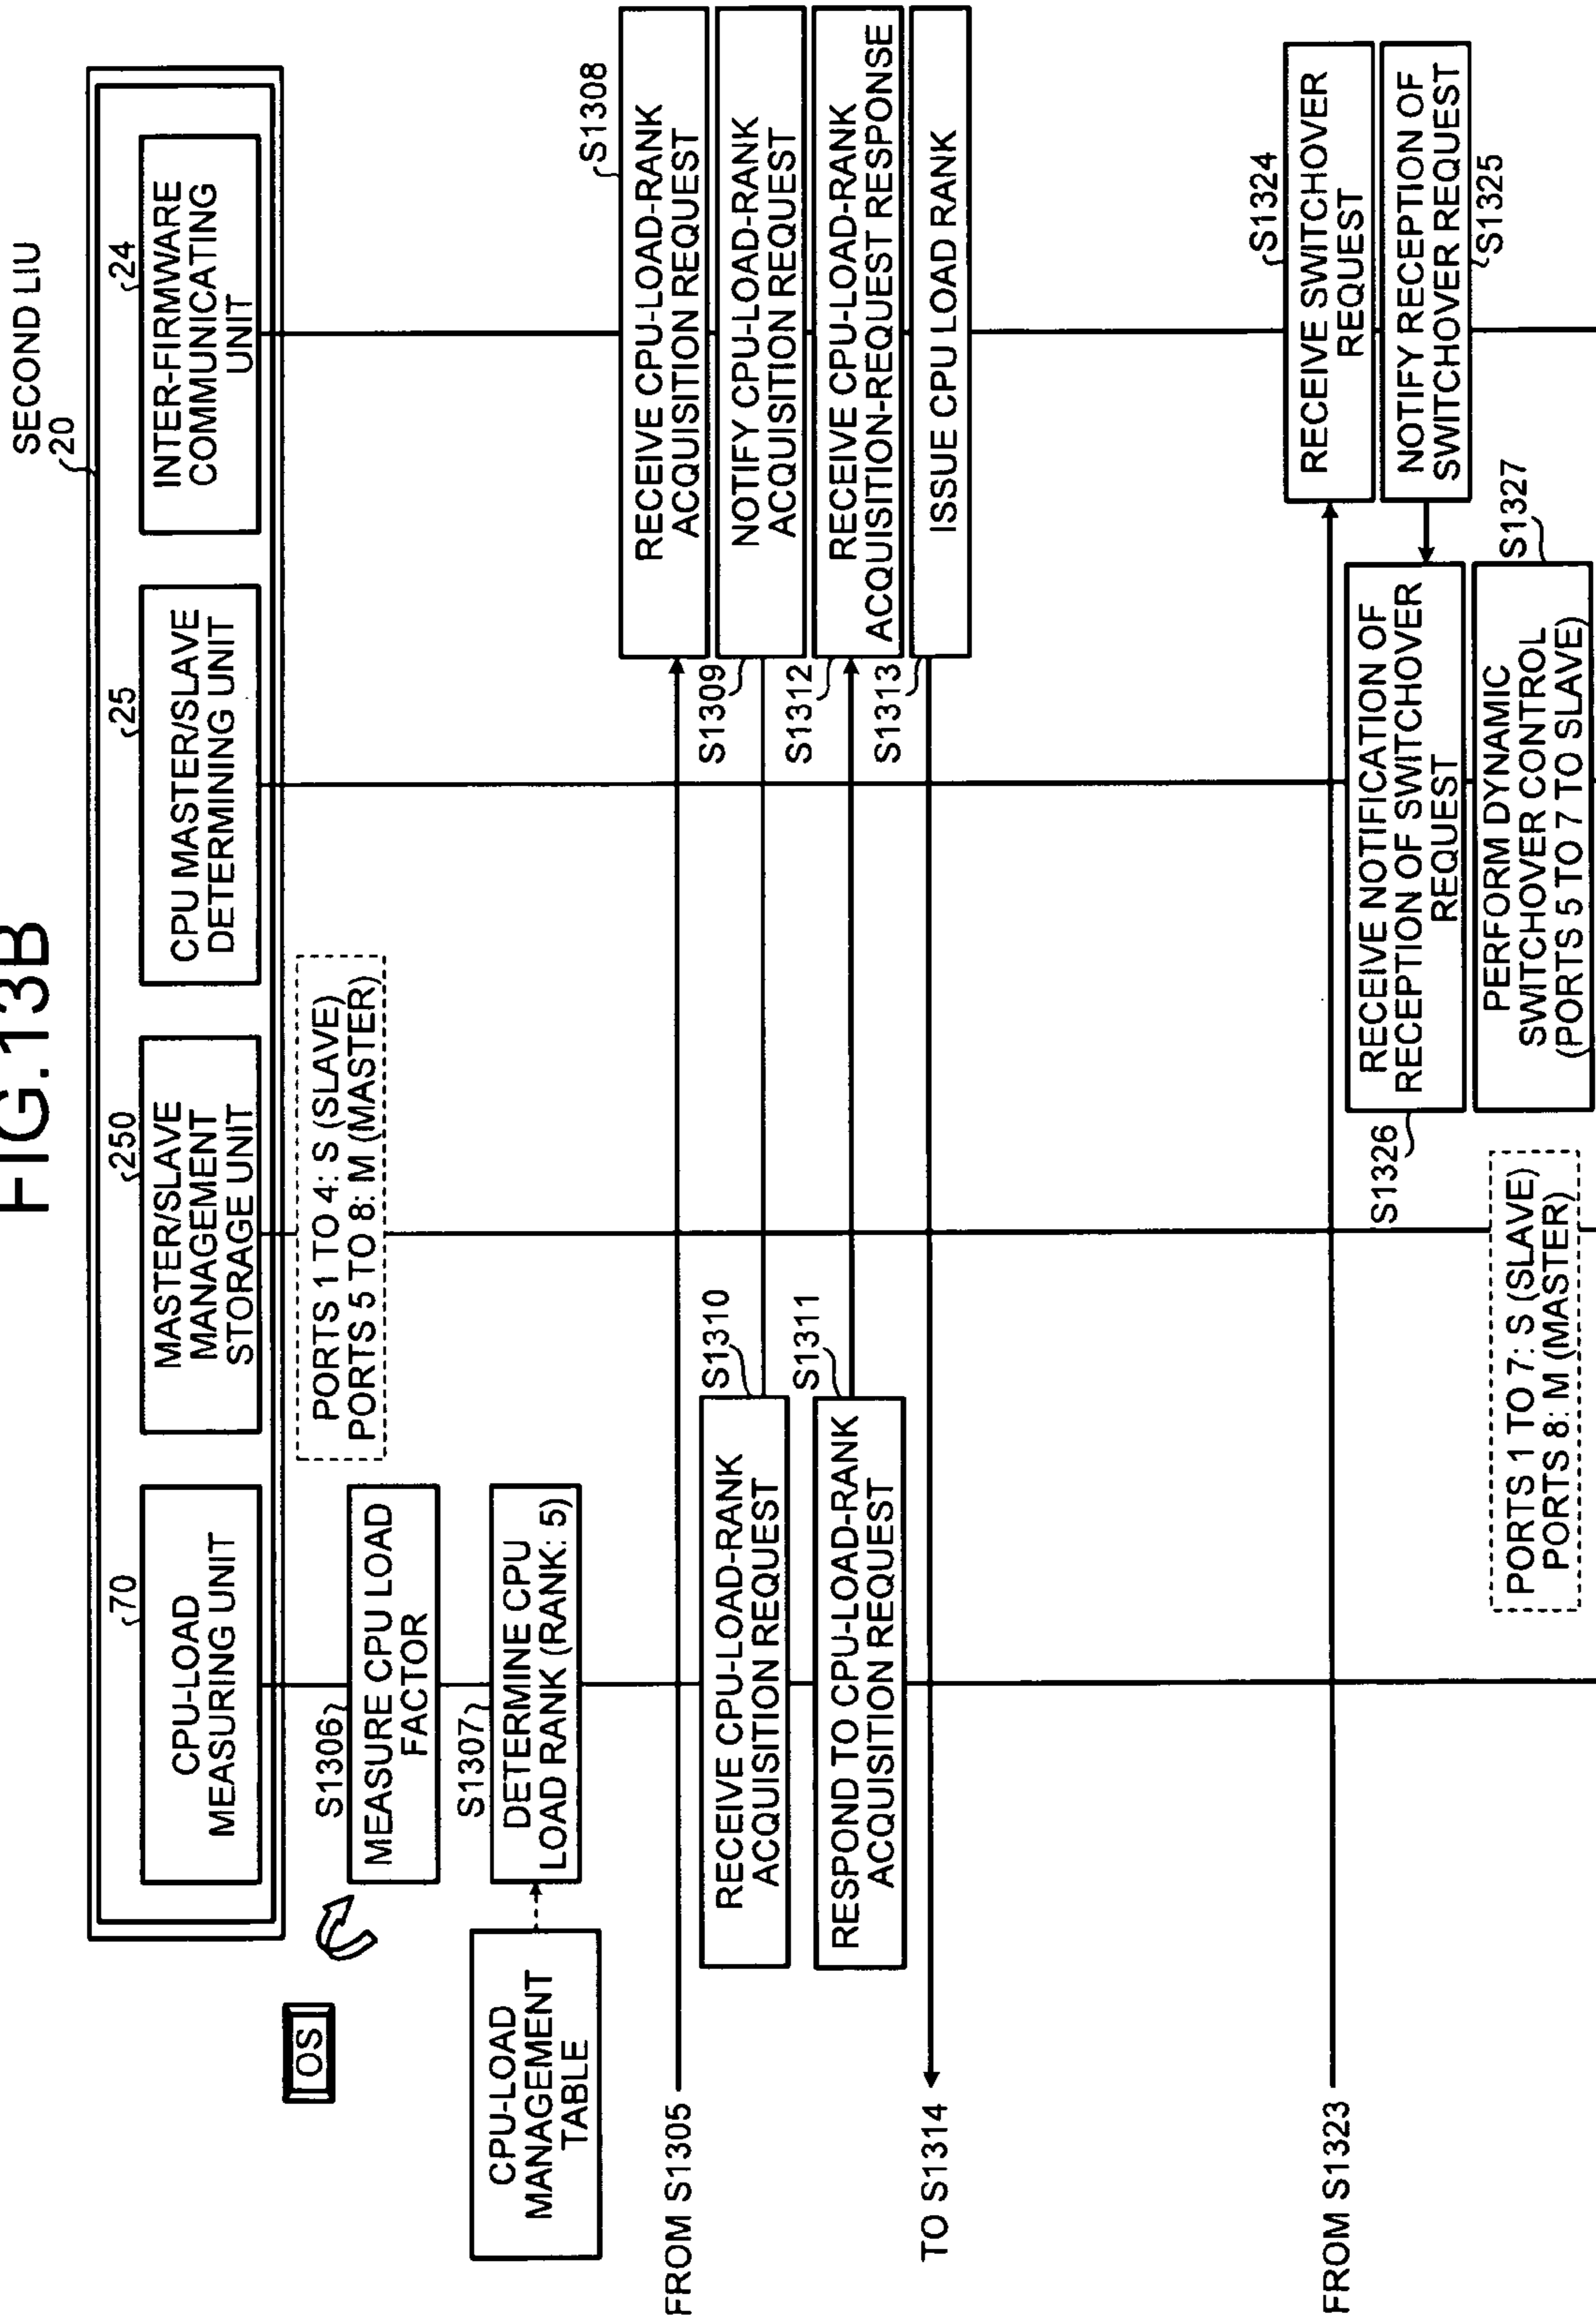 FIG.13B
SECOND LIU
20
70
CPU-LOAD
MEASURING UNIT
250
MASTER/SLAVE
MANAGEMENT
STORAGE UNIT
25
CPU MASTER/SLAVE
DETERMINING UNIT
24
INTER-FIRMWARE
COMMUNICATING
UNIT
OS
PORTS 1 TO 4: S (SLAVE)
PORTS 5 TO 8: M (MASTER)
S1306
MEASURE CPU LOAD
FACTOR
CPU-LOAD
MANAGEMENT
TABLE
S1307
DETERMINE CPU
LOAD RANK (RANK: 5)
FROM S1305
S1308
RECEIVE CPU-LOAD-RANK
ACQUISITION REQUEST
S1309
NOTIFY CPU-LOAD-RANK
ACQUISITION REQUEST
S1310
RECEIVE CPU-LOAD-RANK
ACQUISITION REQUEST
S1311
RESPOND TO CPU-LOAD-RANK
ACQUISITION REQUEST
S1312
RECEIVE CPU-LOAD-RANK
ACQUISITION-REQUEST RESPONSE
S1313
ISSUE CPU LOAD RANK
TO S1314
FROM S1323
S1324
RECEIVE SWITCHOVER
REQUEST
NOTIFY RECEPTION OF
SWITCHOVER REQUEST
S1325
S1326
RECEIVE NOTIFICATION OF
RECEPTION OF SWITCHOVER
REQUEST
S1327
PERFORM DYNAMIC
SWITCHOVER CONTROL
(PORTS 5 TO 7 TO SLAVE)
PORTS 1 TO 7: S (SLAVE)
PORTS 8: M (MASTER)